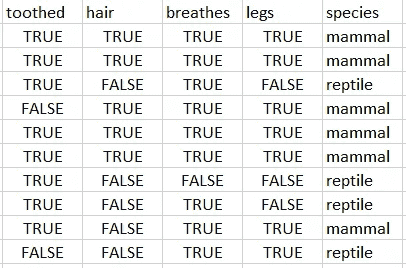 toothed hair breathes legs species
TRUE TRUE TRUE TRUE mammal
TRUE TRUE TRUE TRUE mammal
TRUE FALSE TRUE FALSE reptile
FALSE TRUE TRUE TRUE mammal
TRUE TRUE TRUE TRUE mammal
TRUE TRUE TRUE TRUE mammal
TRUE FALSE FALSE FALSE reptile
TRUE FALSE TRUE FALSE reptile
TRUE FALSE TRUE TRUE mammal
FALSE FALSE TRUE TRUE reptile